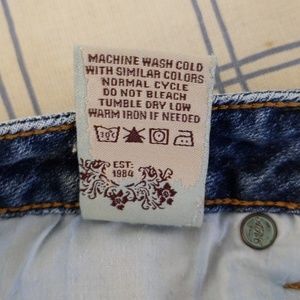 MACHINE WASH COLD
WITH SIMILAR COLORS
NORMAL CYCLE
DO NOT BLEACH
TUMBLE DRY LOW
WARM IRON IF NEEDED
EST:
1984